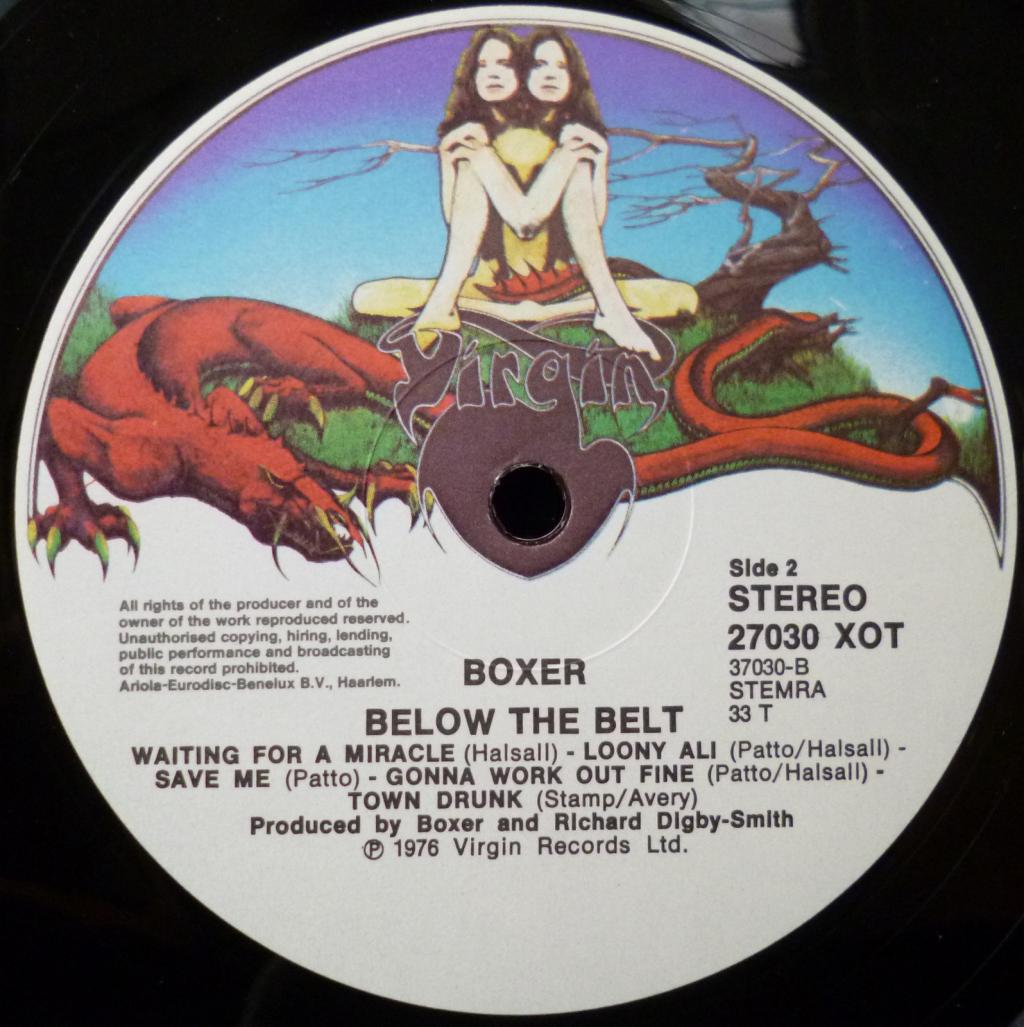 Virgin
Side 2
STEREO
27030 XOT
37030-B
STEMRA
33 T
All rights of the producer and of the
owner of the work reproduced reserved.
Unauthorised copying, hiring, lending,
public performance and broadcasting
of this record prohibited.
Ariola-Eurodisc-Benelux B.V., Haarlem.
BOXER
BELOW THE BELT
WAITING FOR A MIRACLE (Halsall) - LOONY ALI (Patto/Halsall) -
SAVE ME (Patto) - GONNA WORK OUT FINE (Patto/Halsall) -
TOWN DRUNK (Stamp/Avery)
Produced by Boxer and Richard Digby-Smith
℗ 1976 Virgin Records Ltd.